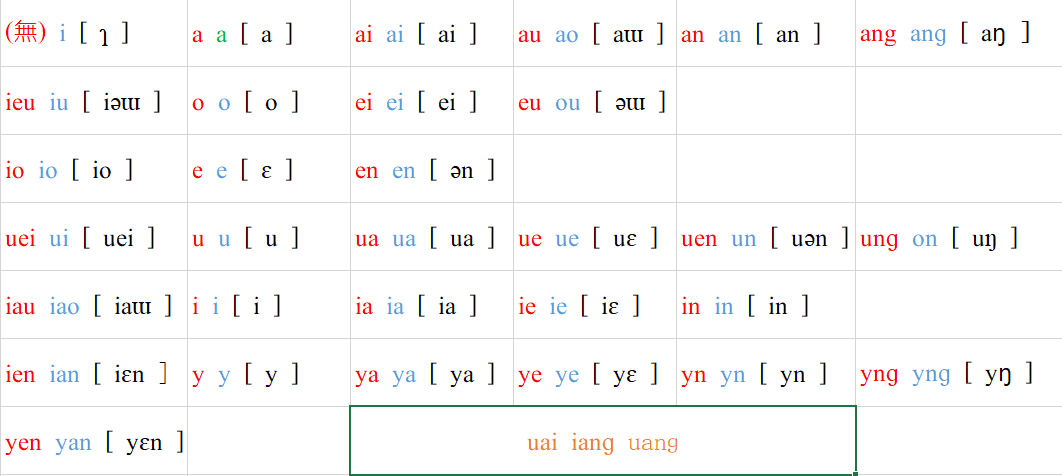 (無) i [ ʅ ] a a [ a ] ai ai [ ai ] au ao [ aɯ ] an an [ an ] ang ang [ aŋ ]
ieu iu [ iəɯ ] o o [ o ] ei ei [ ei ] eu ou [ əɯ ]
io io [ io ] e e [ ɛ ] en en [ ən ]
uei ui [ uei ] u u [ u ] ua ua [ ua ] ue ue [ uɛ ] uen un [ uən ] ung on [ uŋ ]
iau iao [ iaɯ ] i i [ i ] ia ia [ ia ] ie ie [ iɛ ] in in [ in ]
ien ian [ iɛn ] y y [ y ] ya ya [ ya ] ye ye [ yɛ ] yn yn [ yn ] yng yng [ yŋ ]
yen yan [ yɛn ] uai iang uang